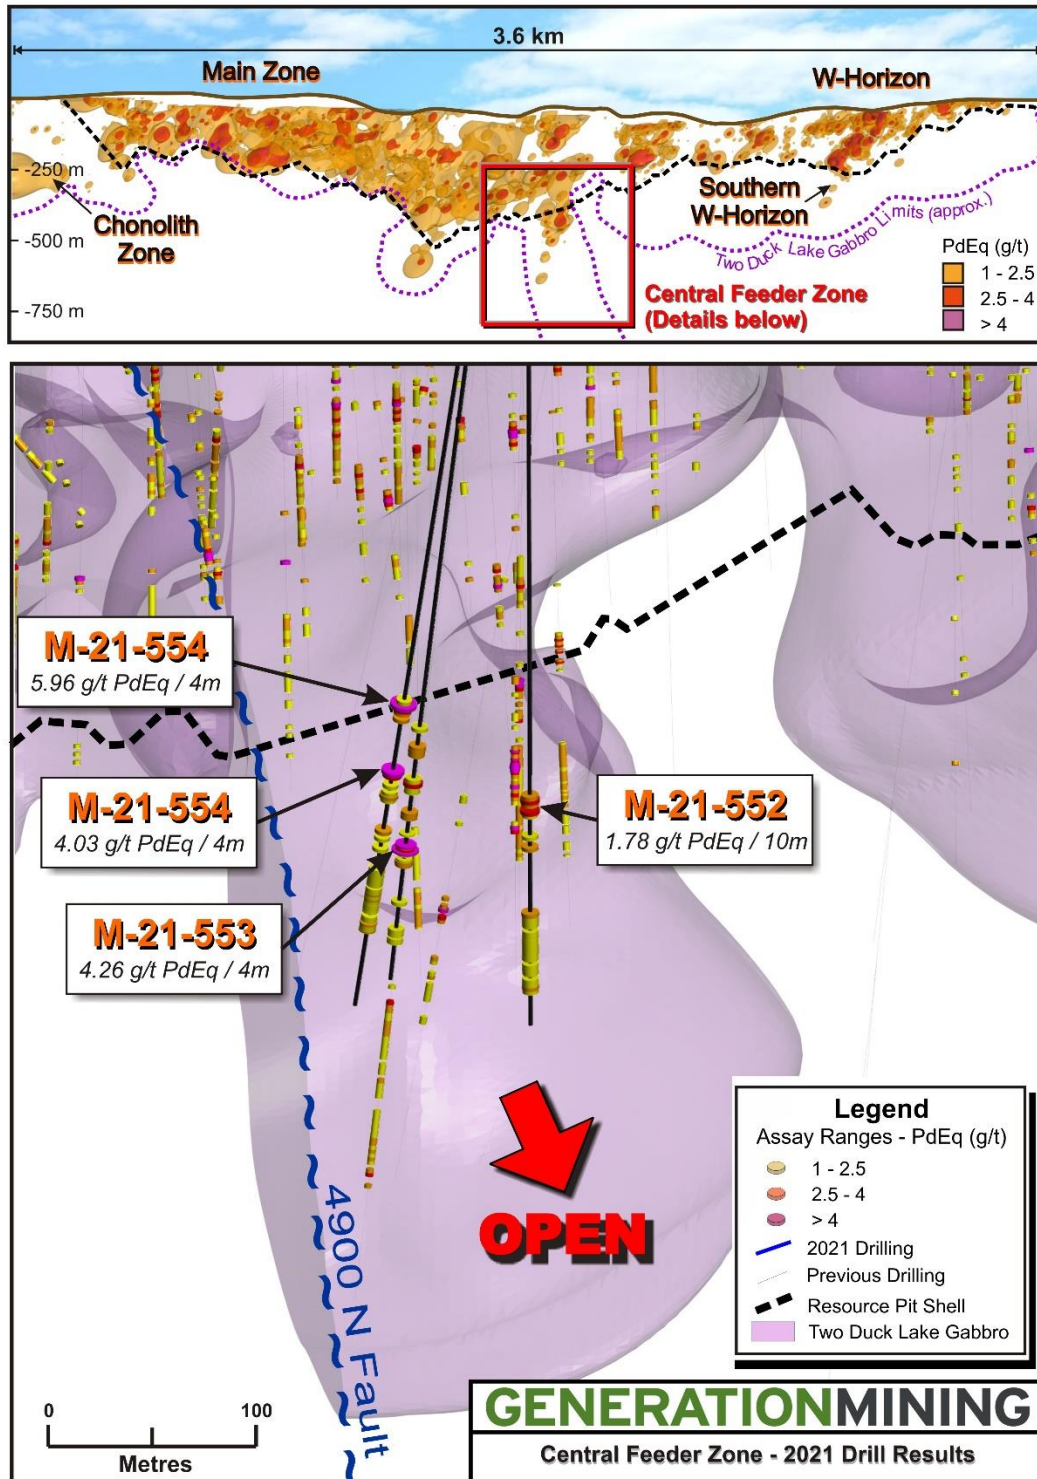 3.6 km
Main Zone
W-Horizon
-250 m
-500 m
-750 m
Chonolith
Zone
Southern
W-Horizon
Two Duck Lake Gabbro Limits (approx.)
Central Feeder Zone
(Details below)
PdEq (g/t)
1 - 2.5
2.5 - 4
> 4
M-21-554
5.96 g/t PdEq / 4m
M-21-554
4.03 g/t PdEq / 4m
M-21-552
1.78 g/t PdEq / 10m
M-21-553
4.26 g/t PdEq / 4m
OPEN
4900 N Fault
Legend
Assay Ranges - PdEq (g/t)
1 - 2.5
2.5 - 4
> 4
2021 Drilling
Previous Drilling
Resource Pit Shell
Two Duck Lake Gabbro
0 100
Metres
GENERATIONMINING
Central Feeder Zone - 2021 Drill Results